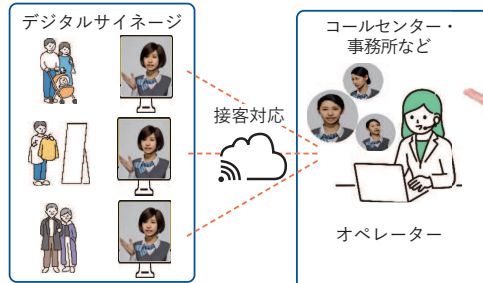 デジタルサイネージ
コールセンター・
事務所など
接客対応
オペレーター